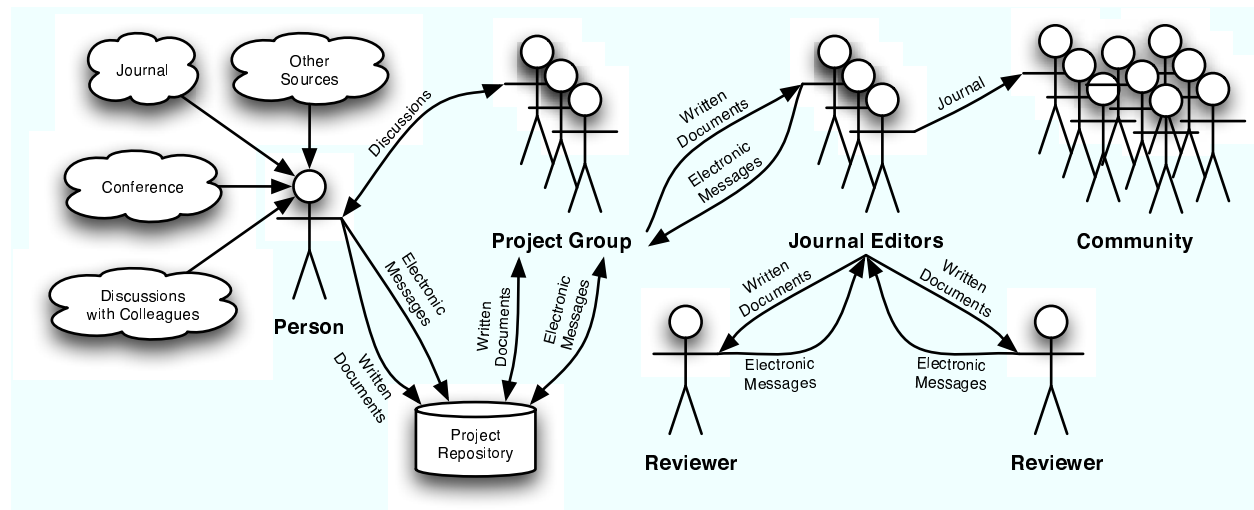 Journal
Other
Sources
Conference
Discussions
with Colleagues
Person
Discussions
Electronic
Messages
Written
Documents
Project
Repository
Written
Documents
Electronic
Messages
Project Group
Written
Documents
Electronic
Messages
Journal Editors
Journal
Community
Written
Documents
Electronic
Messages
Reviewer
Written
Documents
Electronic
Messages
Reviewer